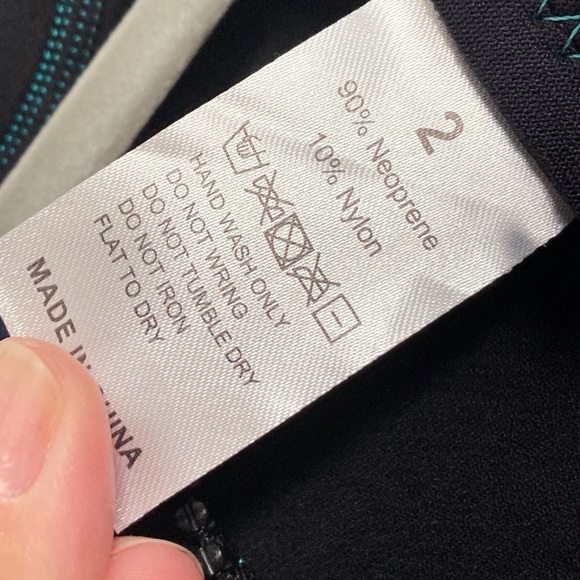 2
90% Neoprene
10% Nylon
HAND WASH ONLY
DO NOT WRING
DO NOT TUMBLE DRY
DO NOT IRON
FLAT TO DRY
MADE IN CHINA